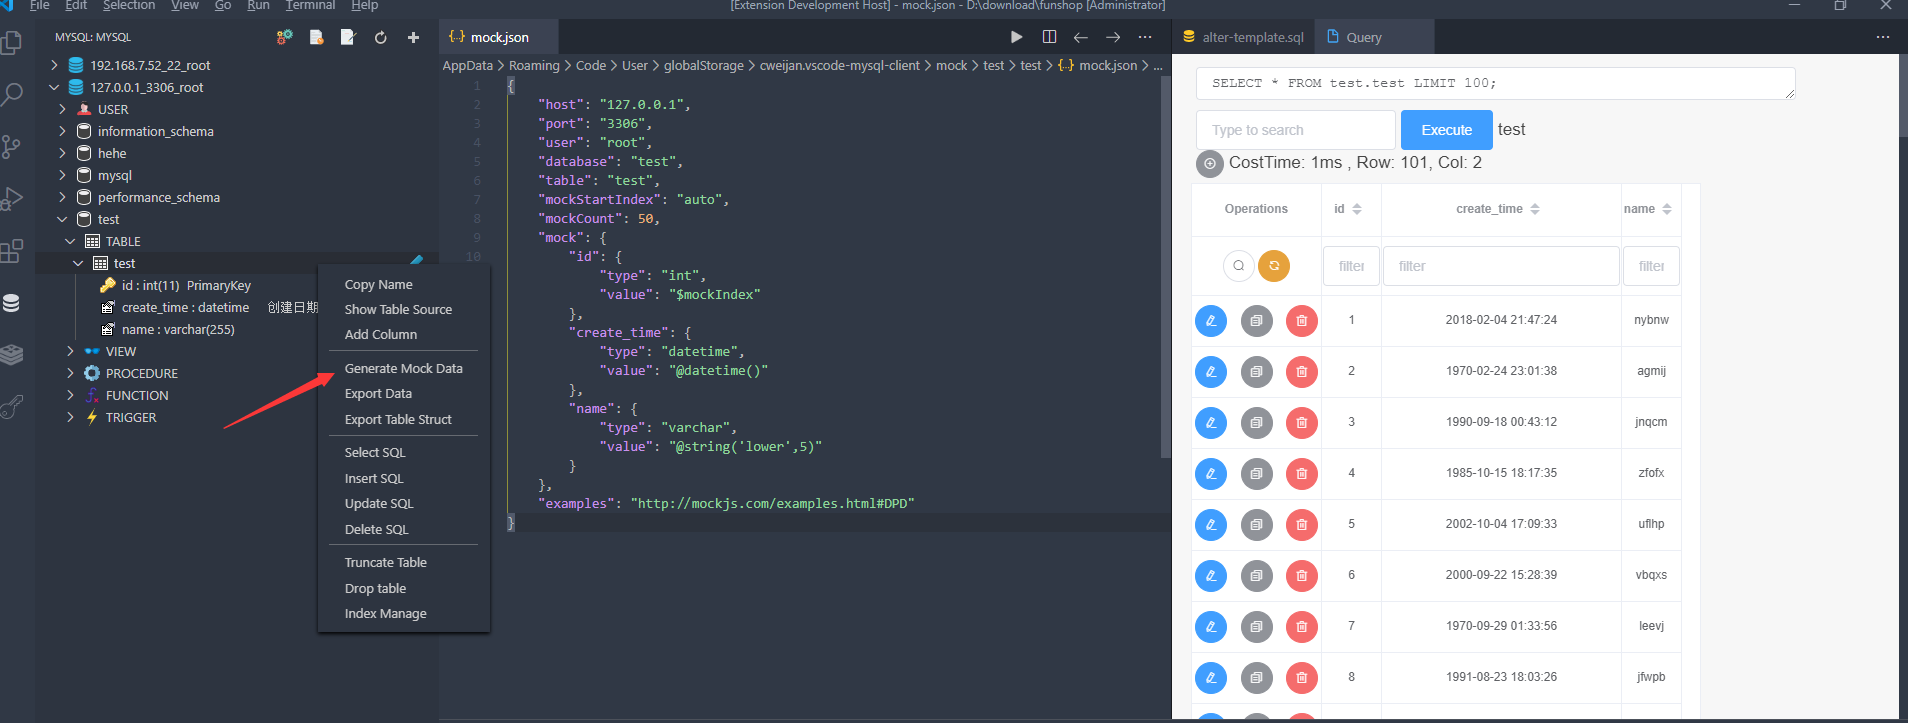 File Edit Selection View Go Run Terminal Help
[Extension Development Host] - mock.json - D:\download\funshop [Administrator]
MYSQL: MYSQL
192.168.7.52_22_root
127.0.0.1_3306_root
USER
information_schema
hehe
mysql
performance_schema
test
TABLE
test
id : int(11) PrimaryKey
create_time : datetime 创建日期
name : varchar(255)
VIEW
PROCEDURE
FUNCTION
TRIGGER
Copy Name
Show Table Source
Add Column
Generate Mock Data
Export Data
Export Table Struct
Select SQL
Insert SQL
Update SQL
Delete SQL
Truncate Table
Drop table
Index Manage
{..} mock.json
AppData > Roaming > Code > User > globalStorage > cweijan.vscode-mysql-client > mock > test > test > {..} mock.json > ...
1 {
2 "host": "127.0.0.1",
3 "port": "3306",
4 "user": "root",
5 "database": "test",
6 "table": "test",
7 "mockStartIndex": "auto",
8 "mockCount": 50,
9 "mock": {
10 "id": {
"type": "int",
"value": "$mockIndex"
},
"create_time": {
"type": "datetime",
"value": "@datetime()"
},
"name": {
"type": "varchar",
"value": "@string('lower',5)"
}
},
"examples": "http://mockjs.com/examples.html#DPD"
}
alter-template.sql
Query
SELECT * FROM test.test LIMIT 100;
Type to search Execute test
CostTime: 1ms , Row: 101, Col: 2
Operations id create_time name
filter filter filter
1 2018-02-04 21:47:24 nybnw
2 1970-02-24 23:01:38 agmij
3 1990-09-18 00:43:12 jnqcm
4 1985-10-15 18:17:35 zfofx
5 2002-10-04 17:09:33 uflhp
6 2000-09-22 15:28:39 vbqxs
7 1970-09-29 01:33:56 leevj
8 1991-08-23 18:03:26 jfwpb